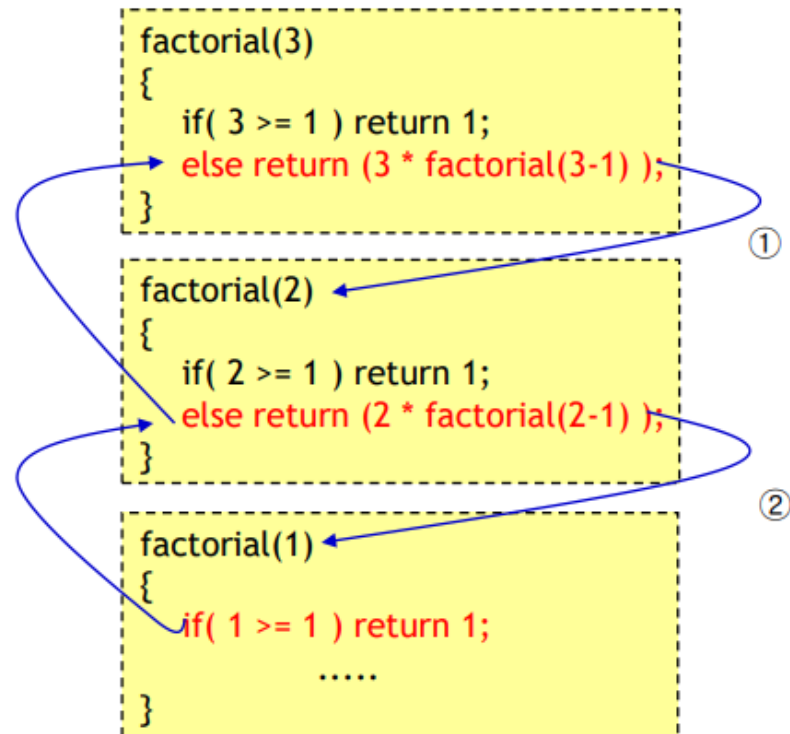 factorial(3)
{
if( 3 >= 1 ) return 1;
else return (3 * factorial(3-1) );
}
①
factorial(2)
{
if( 2 >= 1 ) return 1;
else return (2 * factorial(2-1) );
}
②
factorial(1)
{
if( 1 >= 1 ) return 1;
.....
}